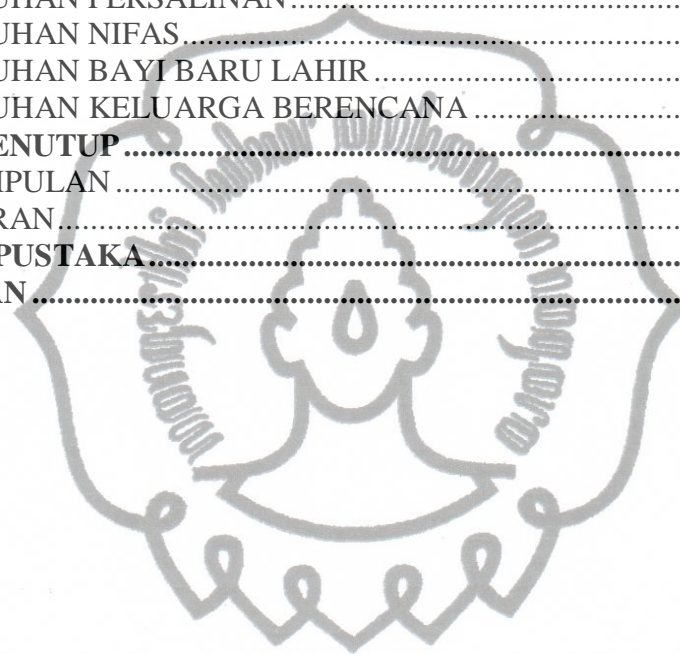 UHAN PERSALINAN..............................................................
UHAN NIFAS.................................................................................
UHAN BAYI BARU LAHIR..................................................
UHAN KELUARGA BERENCANA.....................................
ENUTUP.............................................................................................
IPULAN.............................................................................................
RAN.......................................................................................................
PUSTAKA.........................................................................................
AN..........................................................................................................